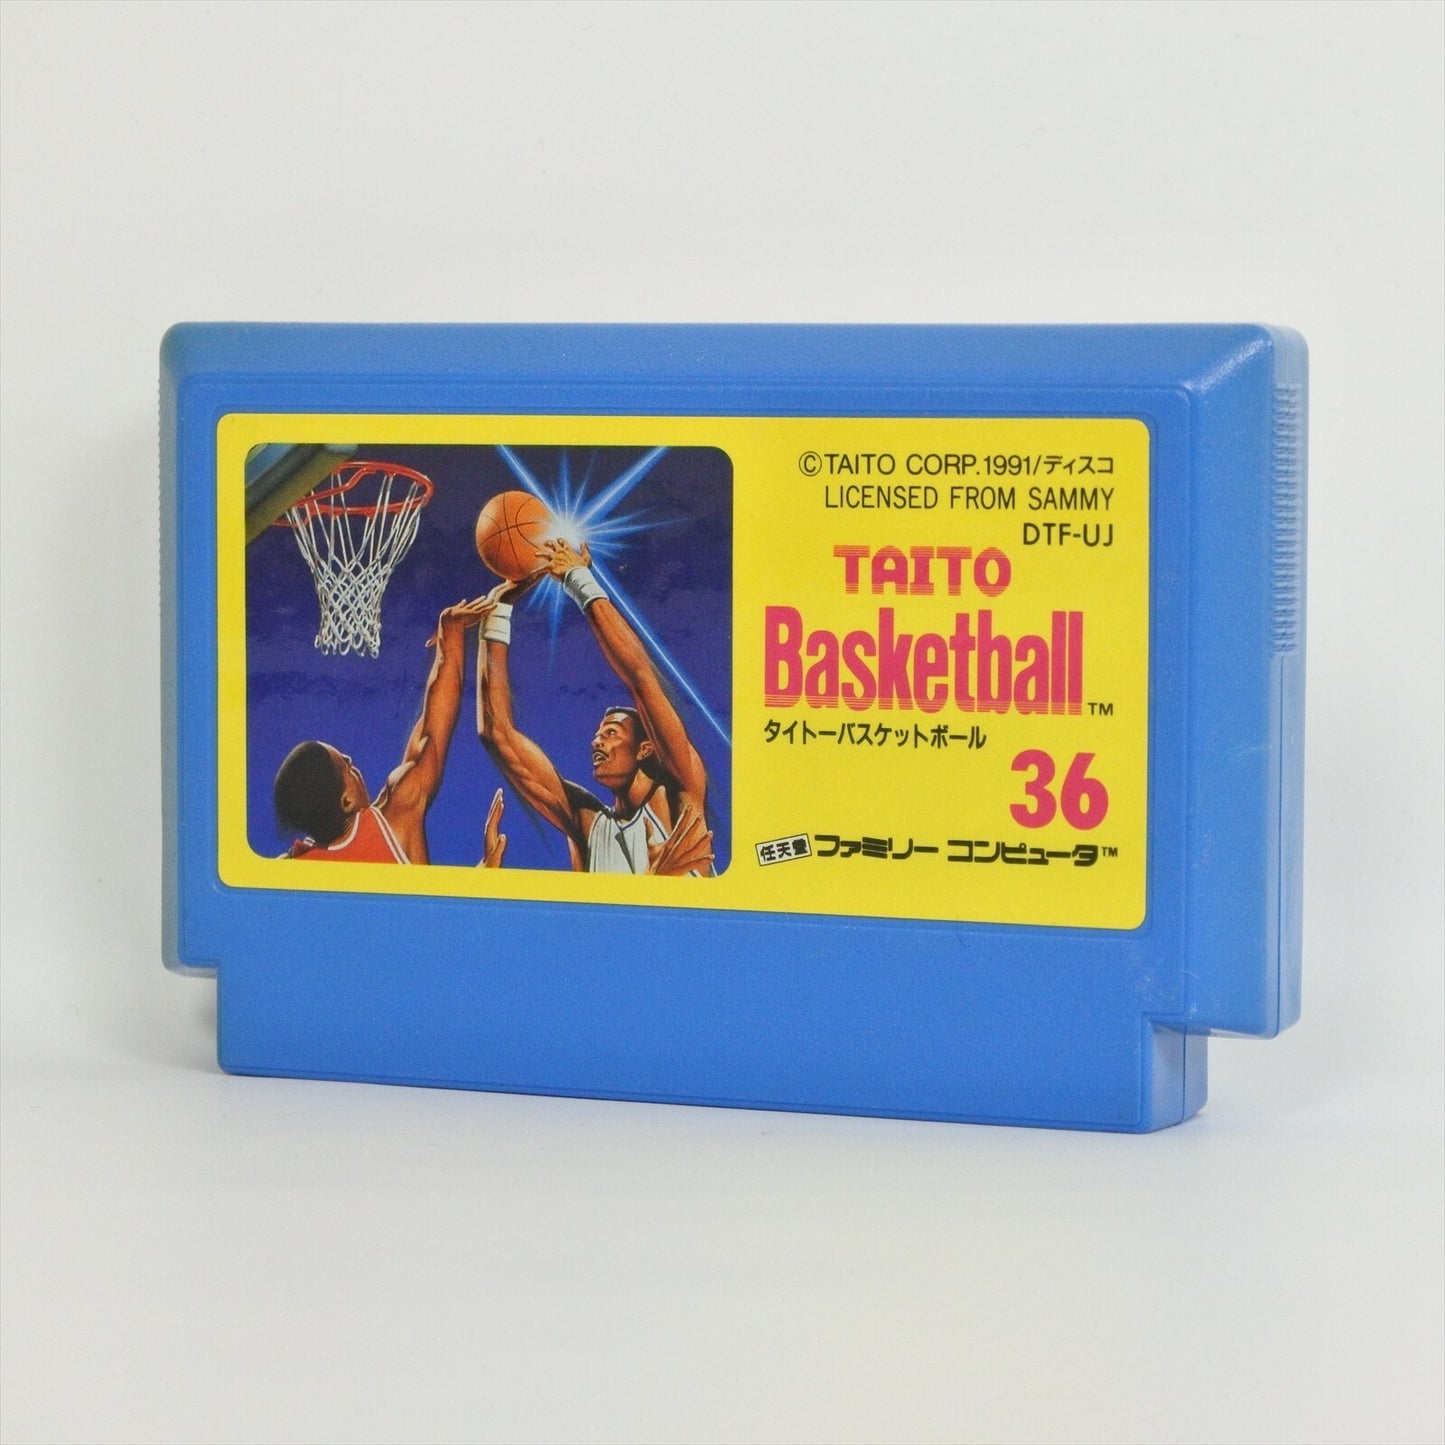 ©TAITO CORP.1991/ディスコ
LICENSED FROM SAMMY
DTF-UJ
TAITO
Basketball™
タイトーバスケットボール
36
任天堂 ファミリーコンピュータ™